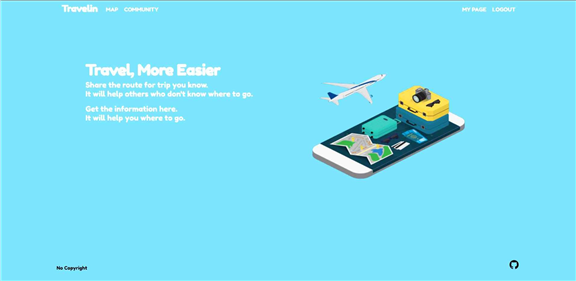 Travelin MAP COMMUNITY MY PAGE LOGOUT
Travel, More Easier
Share the route for trip you know.
It will help others who don't know where to go.
Get the information here.
It will help you where to go.
No Copyright